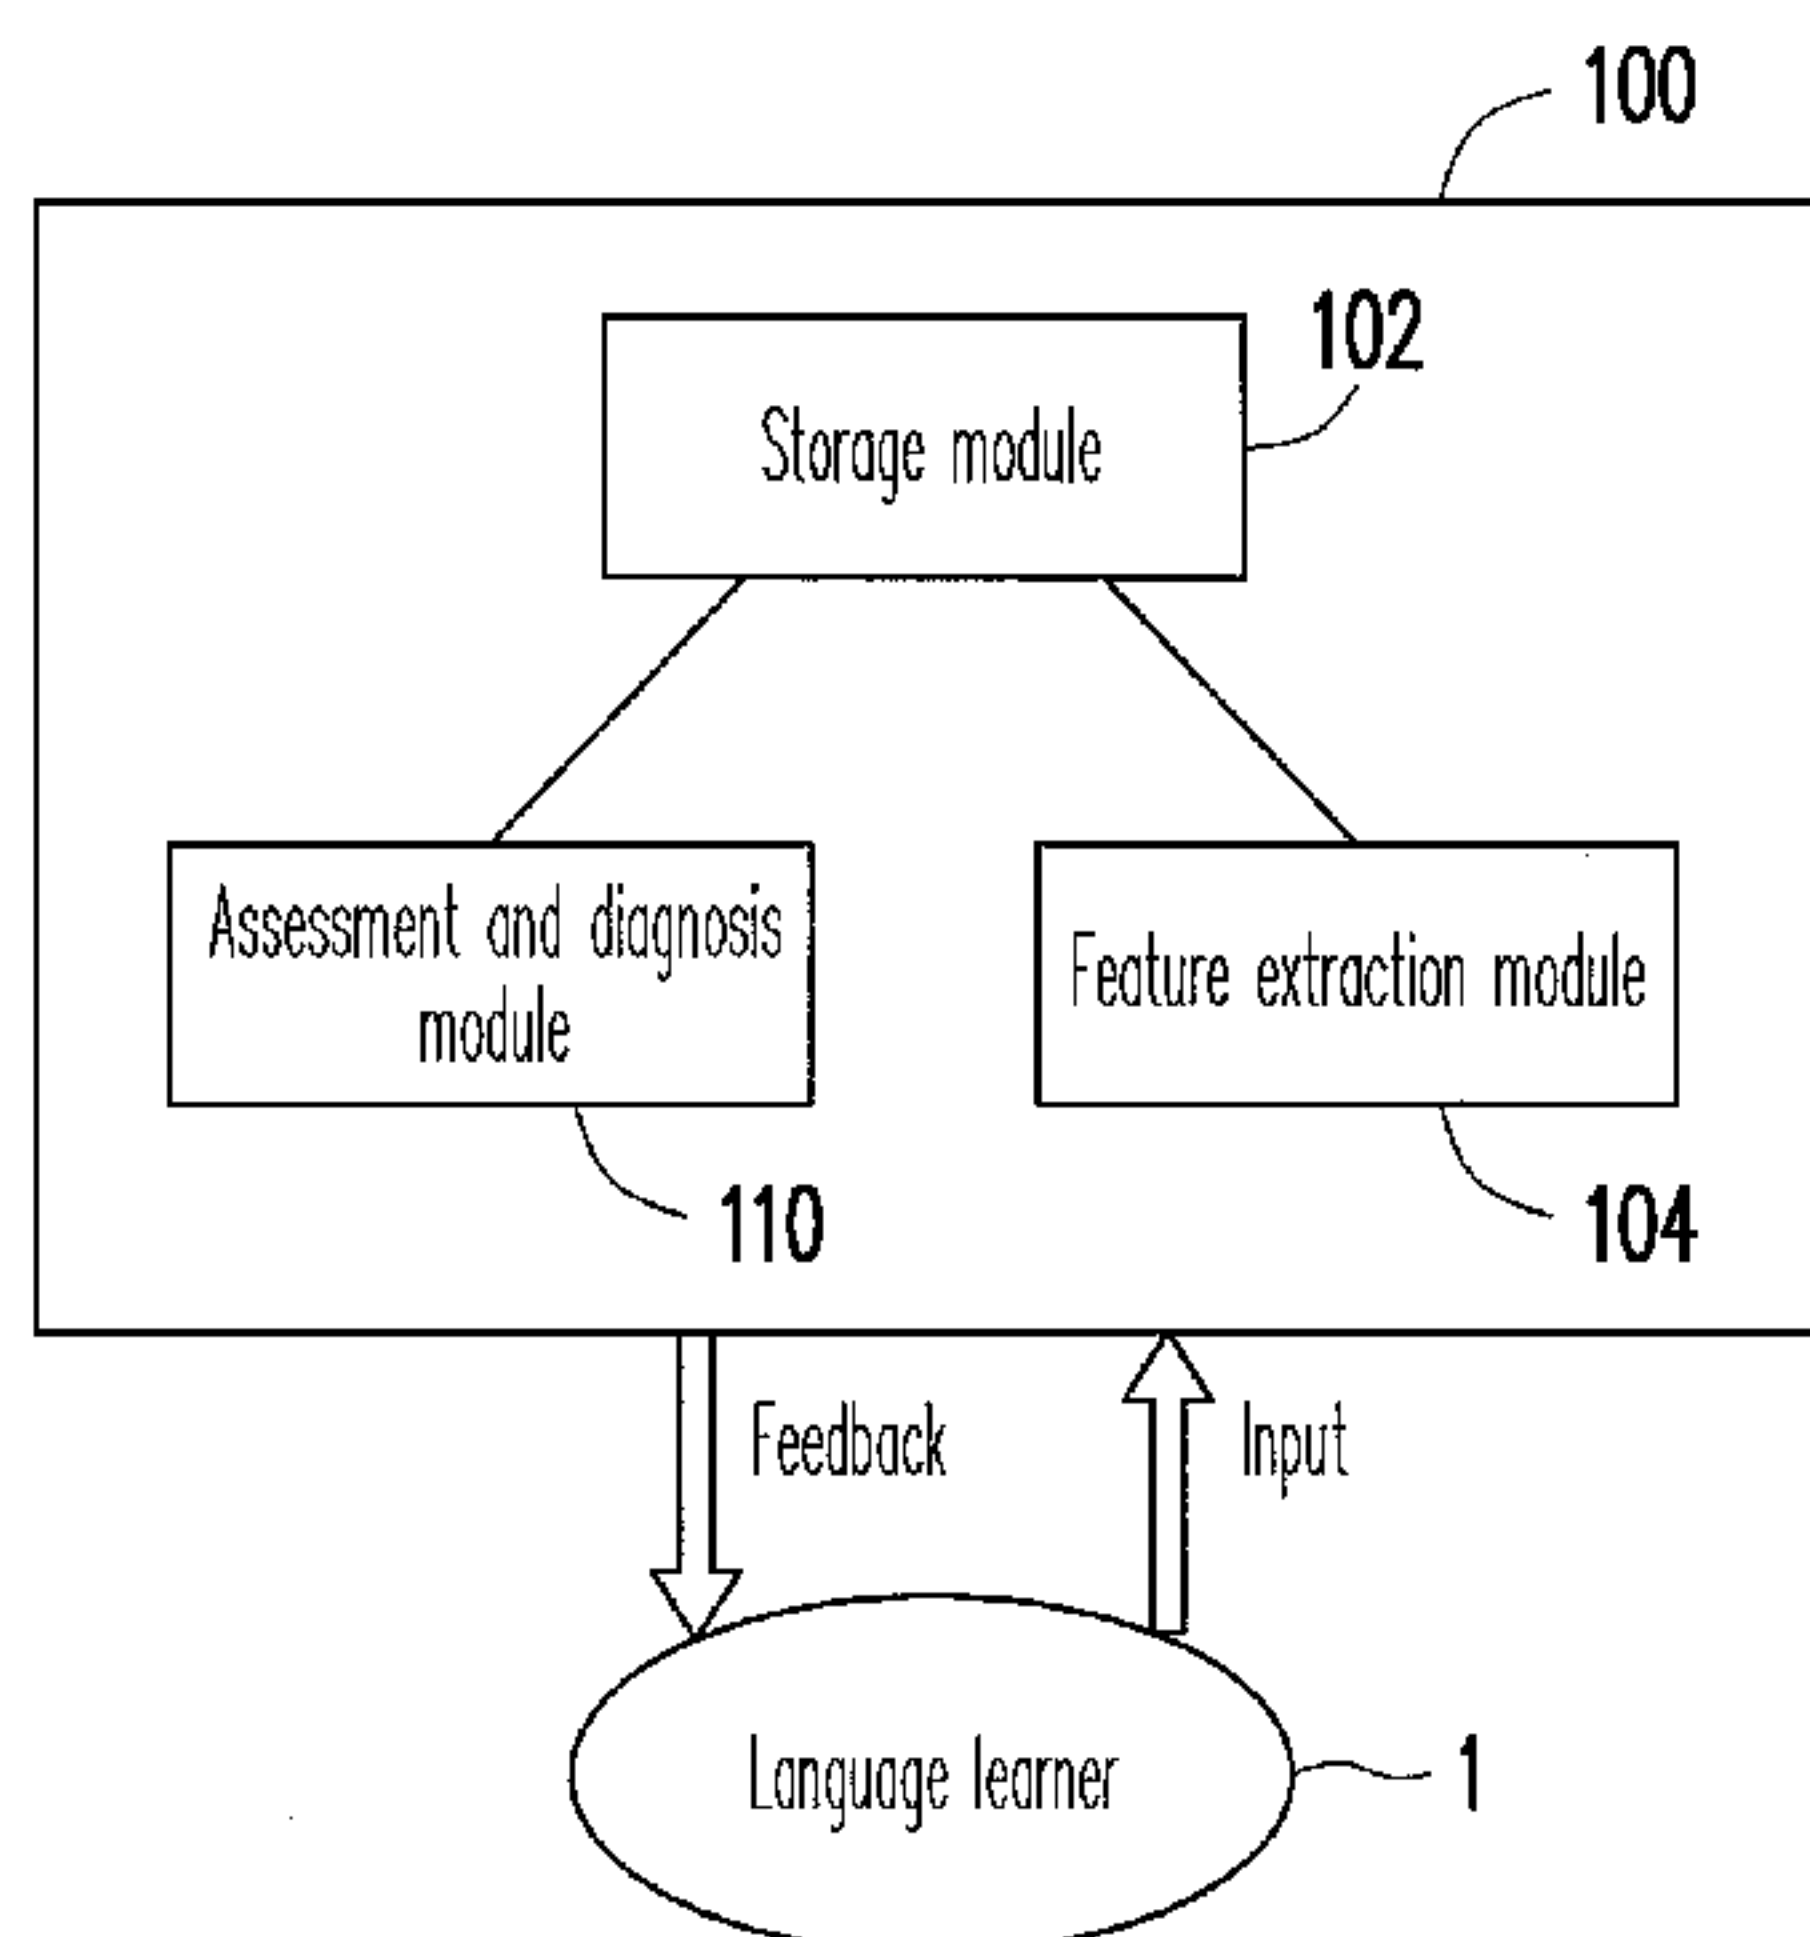 100
102
Storage module
Assessment and diagnosis
module
Feature extraction module
110
104
Feedback
Input
Language learner
1